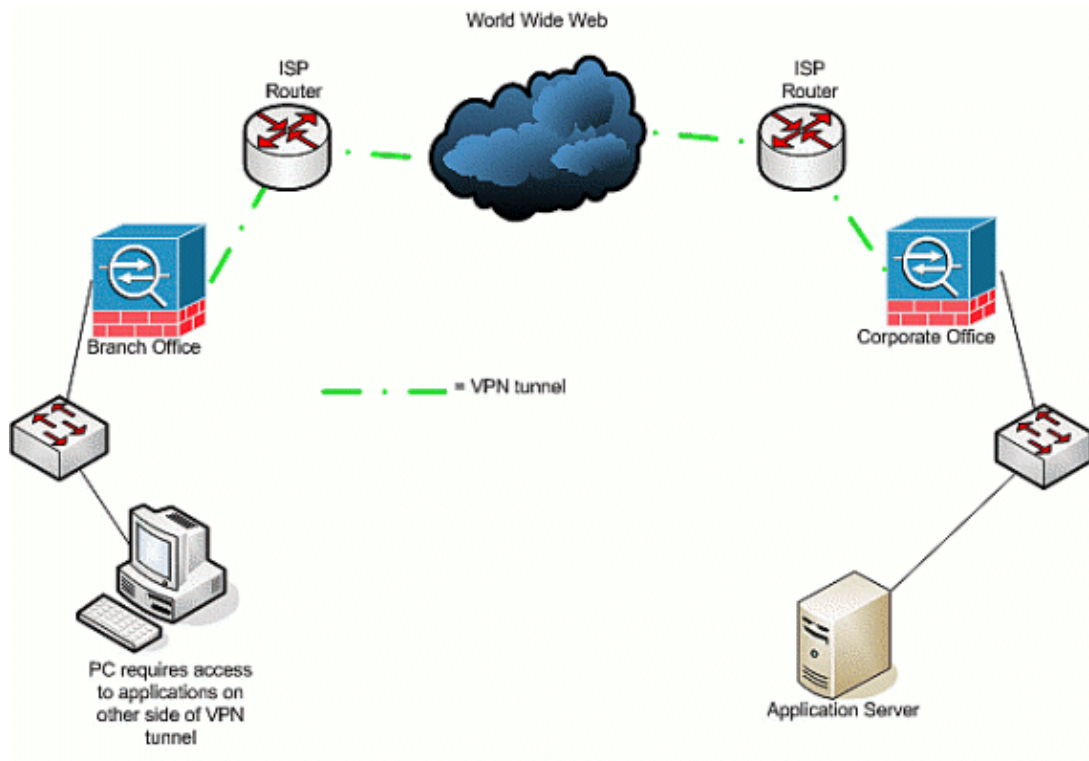 World Wide Web
ISP
Router
ISP
Router
Branch Office
Corporate Office
= VPN tunnel
PC requires access
to applications on
other side of VPN
tunnel
Application Server